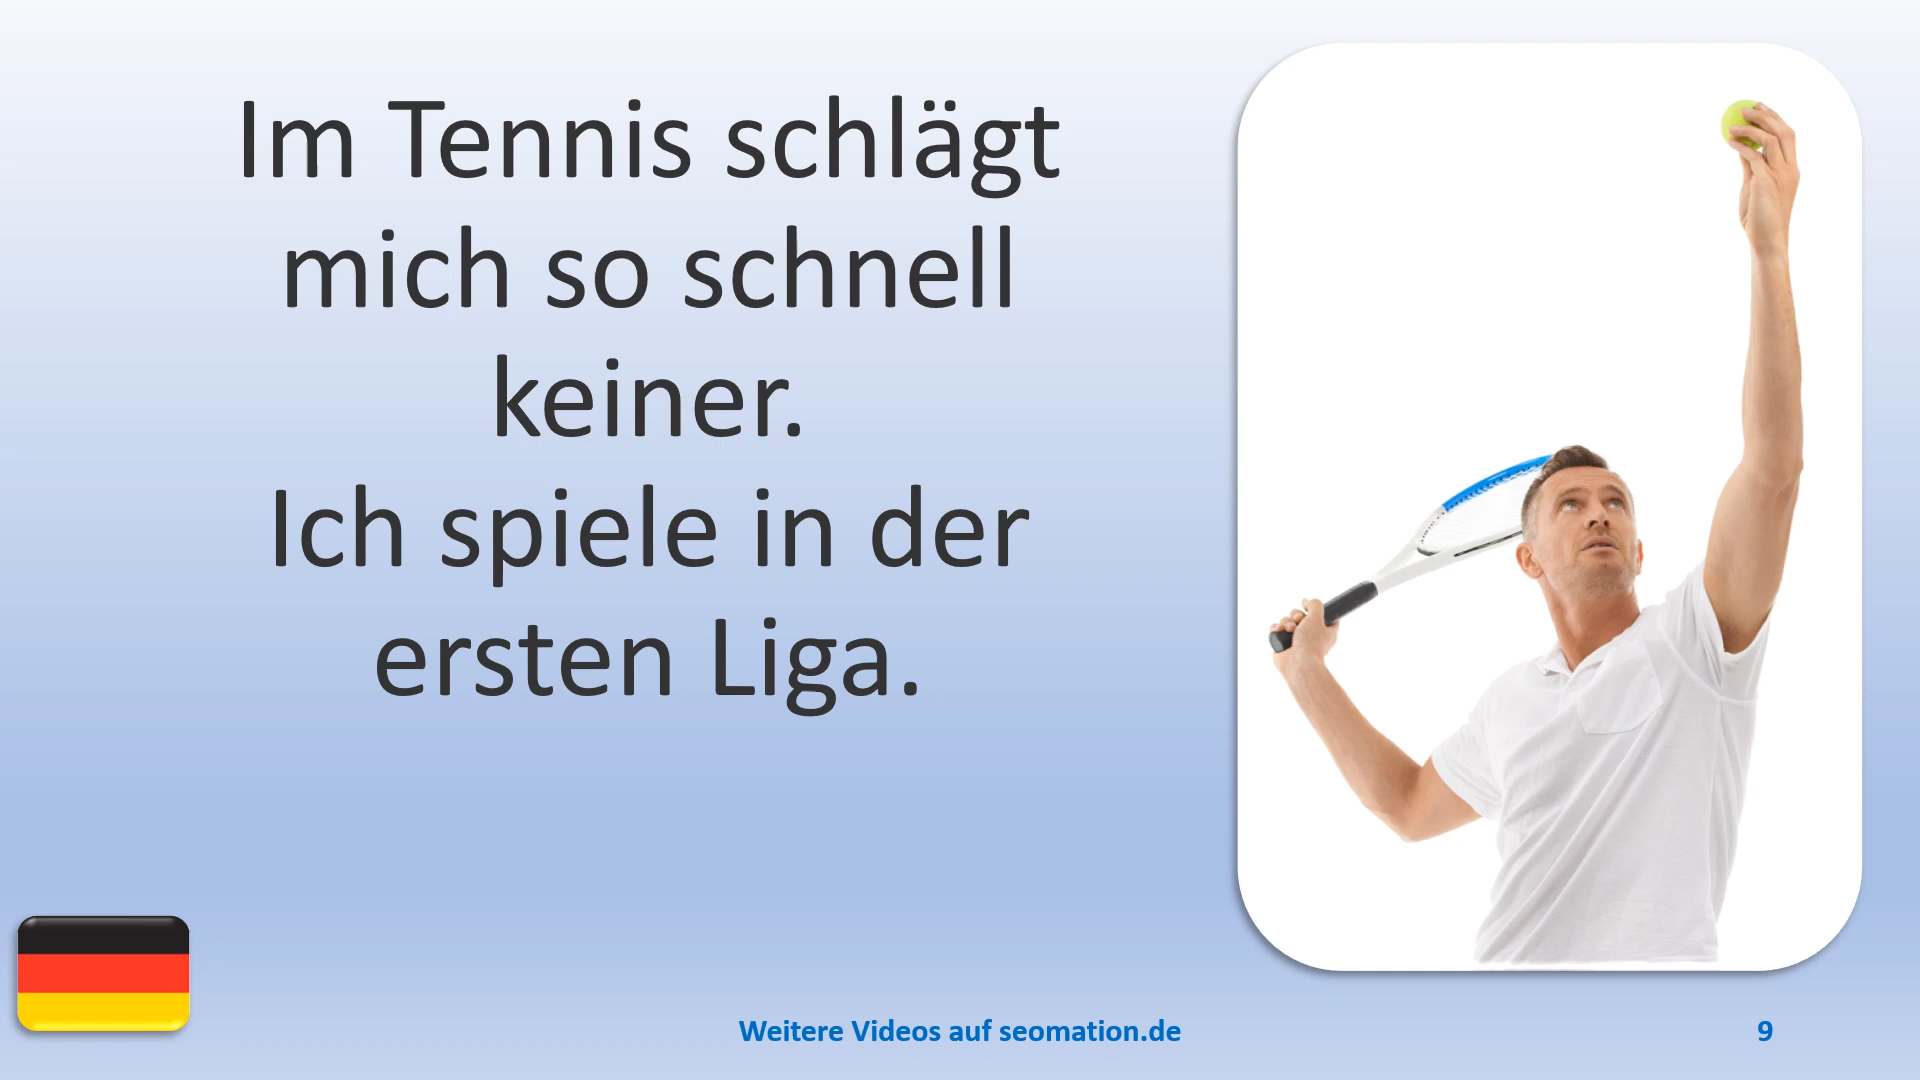 Im Tennis schlägt
mich so schnell
keiner.
Ich spiele in der
ersten Liga.
Weitere Videos auf seomation.de
9